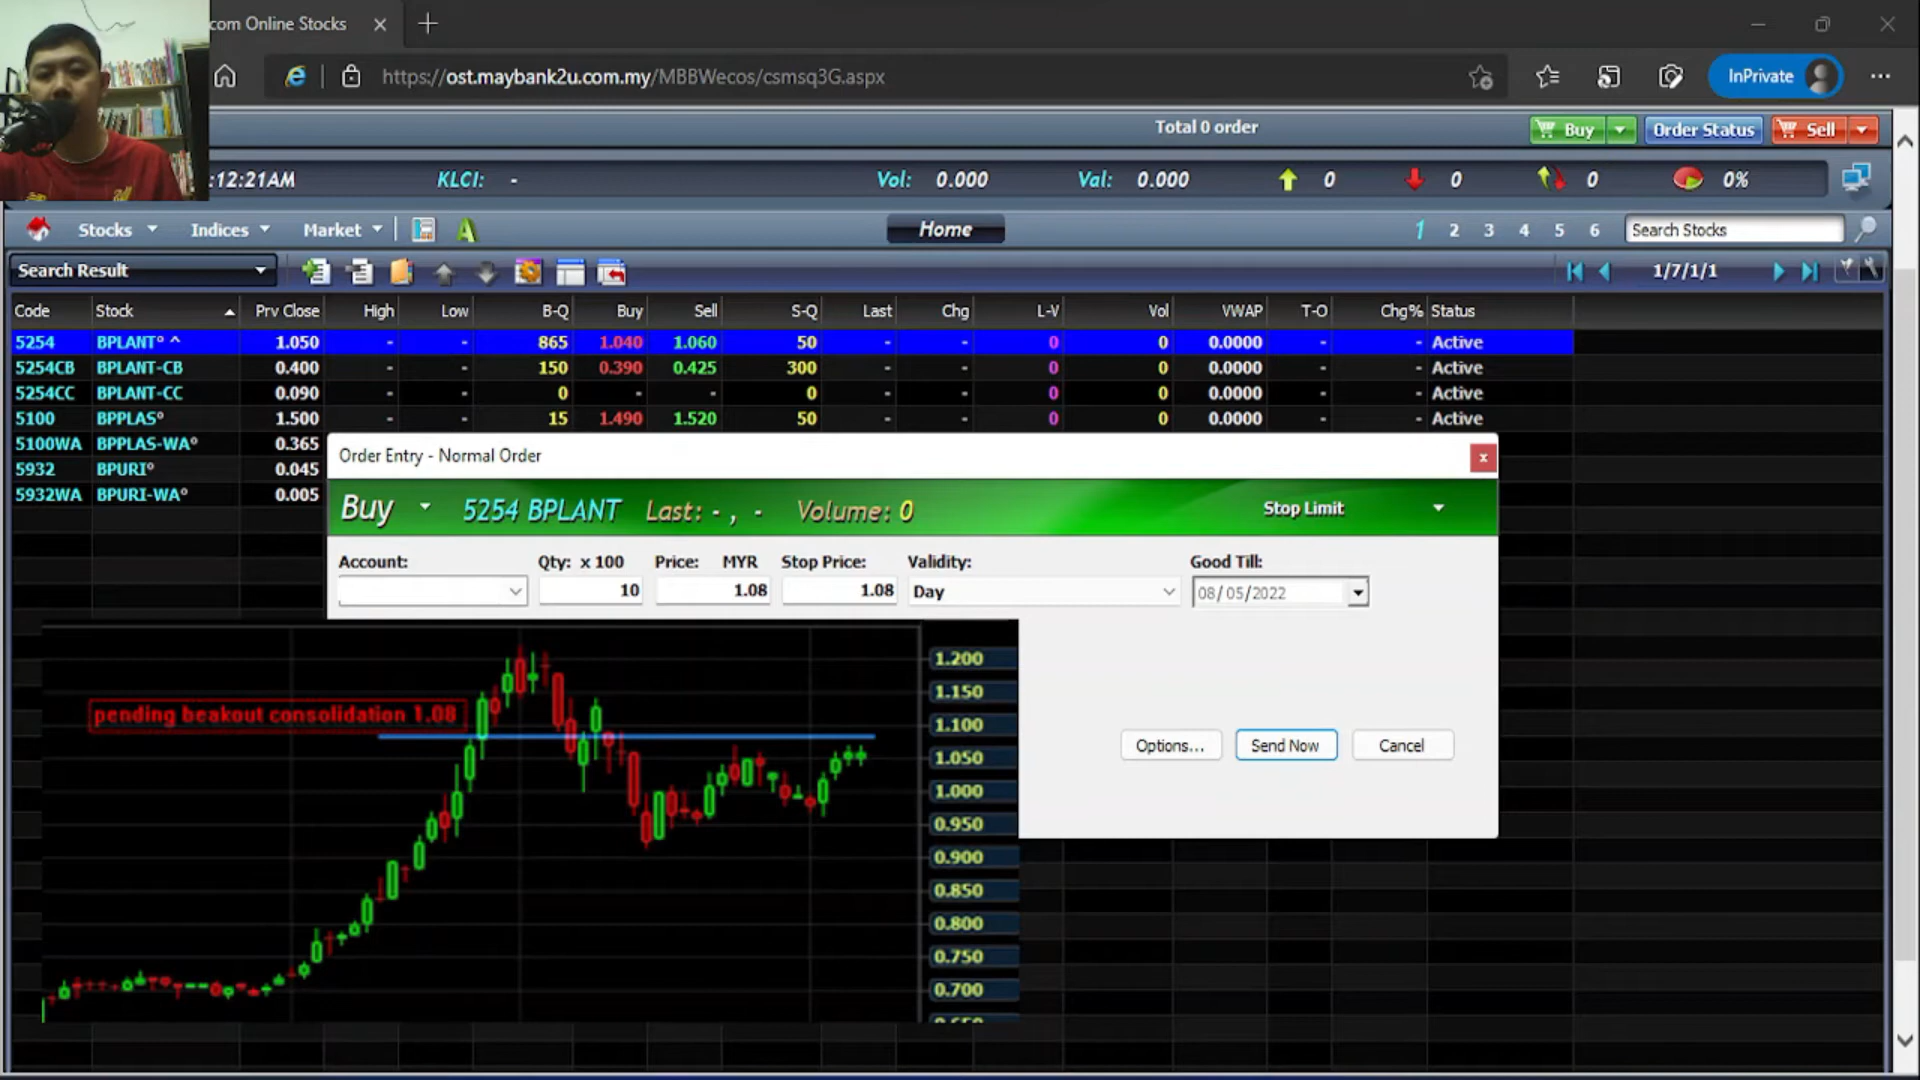 com Online Stocks
https://ost.maybank2u.com.my/MBBWecos/csmsq3G.aspx
InPrivate
Total 0 order
Buy
Order Status
Sell
:12:21AM
KLCI: -
Vol: 0.000
Val: 0.000
0
0
0
0%
Stocks
Indices
Market
A
Home
1 2 3 4 5 6
Search Stocks
Search Result
1/7/1/1
Code Stock Prv Close High Low B-Q Buy Sell S-Q Last Chg L-V Vol VWAP T-O Chg% Status
5254 BPLANT° ^ 1.050 - - 865 1.040 1.060 50 - - 0 0 0.0000 - - Active
5254CB BPLANT-CB 0.400 - - 150 0.390 0.425 300 - - 0 0 0.0000 - - Active
5254CC BPLANT-CC 0.090 - - 0 - - 0 - - 0 0 0.0000 - - Active
5100 BPPLAS° 1.500 - - 15 1.490 1.520 50 - - 0 0 0.0000 - - Active
5100WA BPPLAS-WA° 0.365
5932 BPURI° 0.045
5932WA BPURI-WA° 0.005
Order Entry - Normal Order
x
Buy 5254 BPLANT Last: - , - Volume: 0 Stop Limit
Account: Qty: x 100 Price: MYR Stop Price: Validity: Good Till:
10 1.08 1.08 Day 08/05/2022
pending beakout consolidation 1.08
Options... Send Now Cancel
1.200
1.150
1.100
1.050
1.000
0.950
0.900
0.850
0.800
0.750
0.700